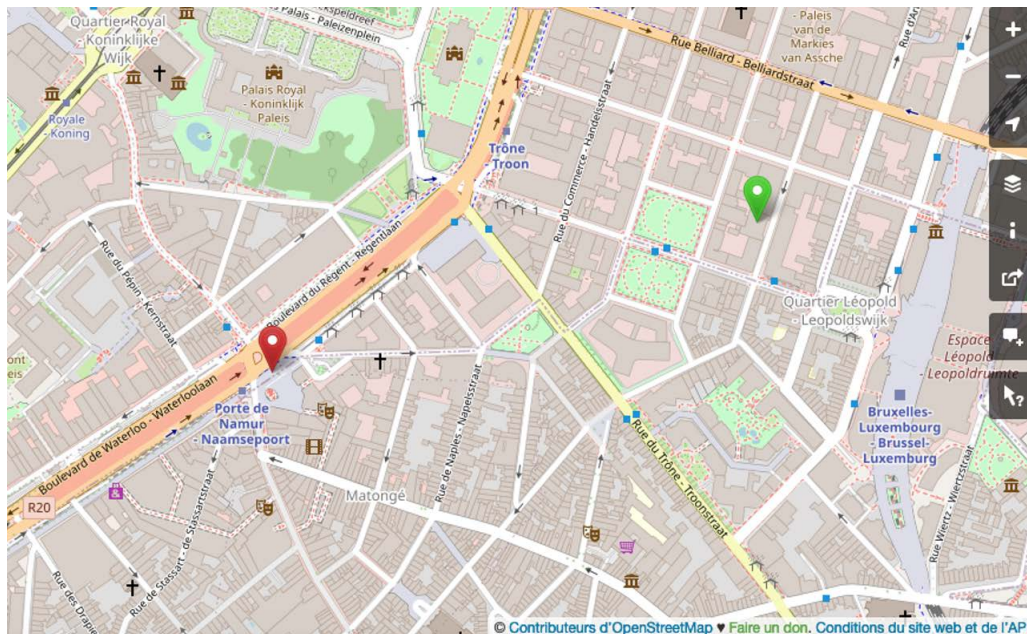 Quartier Royal
- Koninklijke
Wijk
Palais - Paleizenplein
Palais Royal
- Koninklijk
Paleis
Royale
- Koning
Trône
- Troon
Rue Belliard - Belliardstraat
- Paleis
van de
Markies
van Assche
Rue du Commerce - Handelsstraat
Boulevard du Régent - Regentlaan
Rue du Pépin - Kernstraat
Quartier Léopold
- Leopoldswijk
Espace
Léopold
- Leopoldruimte
Boulevard de Waterloo - Waterloolaan
Porte de
Namur
- Naamsepoort
Bruxelles-
Luxembourg
- Brussel-
Luxemburg
Rue de Naples - Napelsstraat
Rue du Trône - Troonstraat
Matongé
R20
Rue de Stassart - de Stassartstraat
Rue Wiertz - Wiertzstraat
© Contributeurs d'OpenStreetMap ♥ Faire un don. Conditions du site web et de l'AP